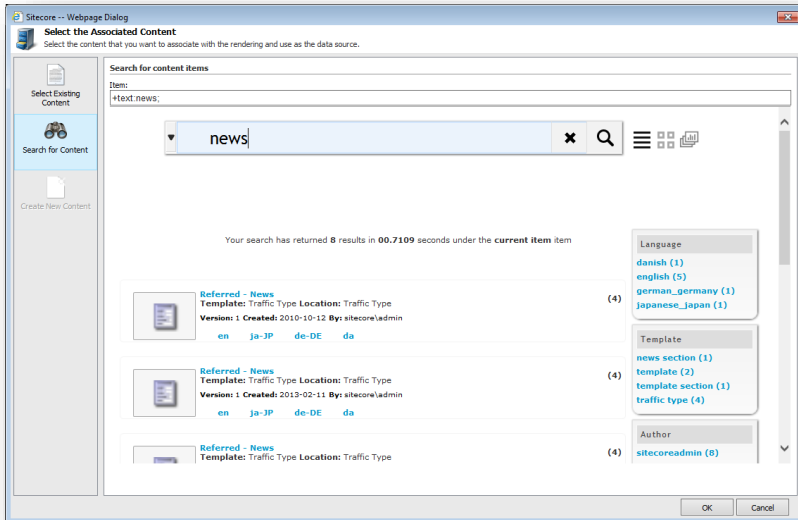 Sitecore -- Webpage Dialog
Select the Associated Content
Select the content that you want to associate with the rendering and use as the data source.
Select Existing
Content
Search for Content
Create New Content
Search for content items
Item:
+text:news;
news
Your search has returned 8 results in 00.7109 seconds under the current item item
Referred - News
Template: Traffic Type Location: Traffic Type
Version: 1 Created: 2010-10-12 By: sitecore\admin
en ja-JP de-DE da
(4)
Referred - News
Template: Traffic Type Location: Traffic Type
Version: 1 Created: 2013-02-11 By: sitecore\admin
en ja-JP de-DE da
(4)
Referred - News
Template: Traffic Type Location: Traffic Type
(4)
Language
danish (1)
english (5)
german_germany (1)
japanese_japan (1)
Template
news section (1)
template (2)
template section (1)
traffic type (4)
Author
sitecoreadmin (8)
OK Cancel